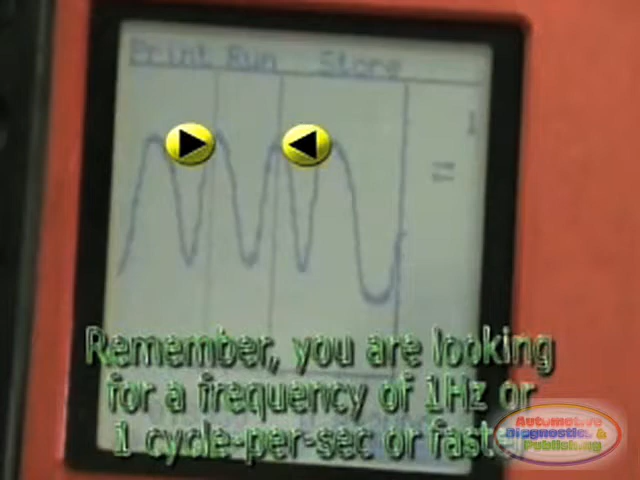 Print Run Store
Remember, you are looking
for a frequency of 1Hz or
1 cycle-per-sec or faste
Automotive
Diagnostics &
Publishing